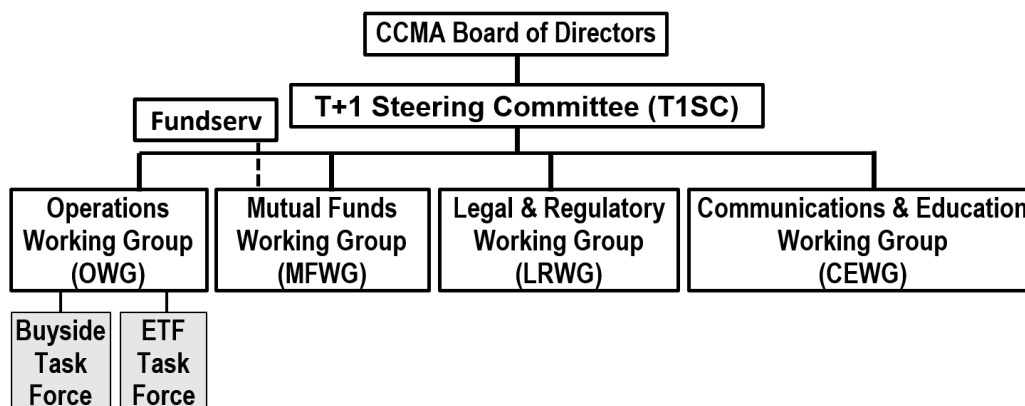 CCMA Board of Directors
T+1 Steering Committee (T1SC)
Fundserv
Operations
Working Group
(OWG)
Mutual Funds
Working Group
(MFWG)
Legal & Regulatory
Working Group
(LRWG)
Communications & Education
Working Group
(CEWG)
Buyside
Task
Force
ETF
Task
Force